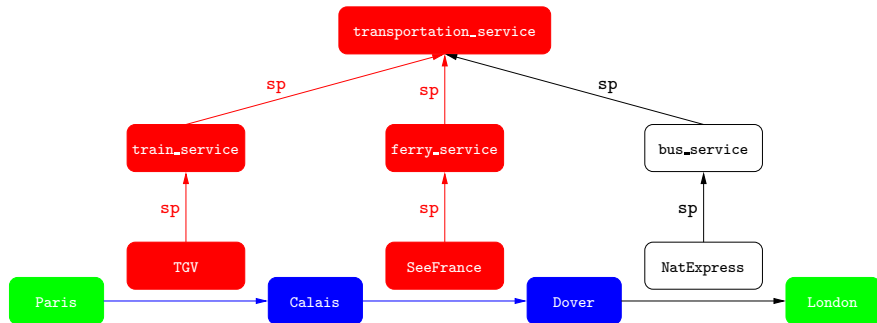 transportation_service
sp
sp
sp
train_service
ferry_service
bus_service
sp
sp
sp
TGV
SeeFrance
NatExpress
Paris
Calais
Dover
London